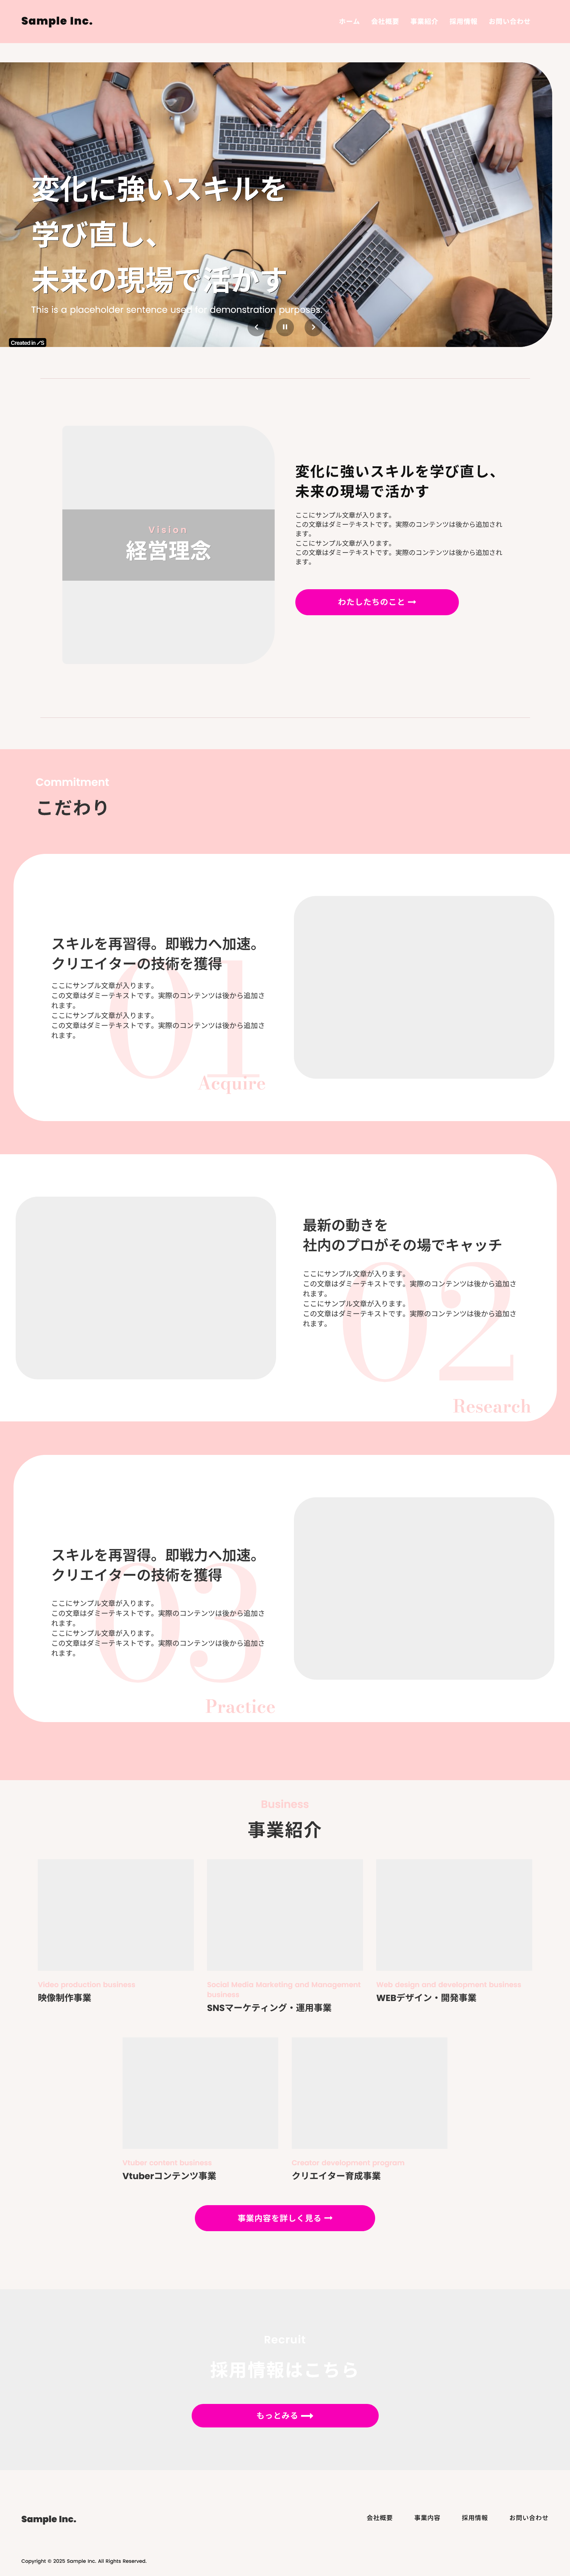 Sample Inc.
ホーム 会社概要 事業紹介 採用情報 お問い合わせ
変化に強いスキルを
学び直し、
未来の現場で活かす
This is a placeholder sentence used for demonstration purposes.
Created in
変化に強いスキルを学び直し、
未来の現場で活かす
ここにサンプル文章が入ります。
この文章はダミーテキストです。実際のコンテンツは後から追加され
ます。
ここにサンプル文章が入ります。
この文章はダミーテキストです。実際のコンテンツは後から追加され
ます。
Vision
経営理念
わたしたちのこと
Commitment
こだわり
スキルを再習得。即戦力へ加速。
クリエイターの技術を獲得
ここにサンプル文章が入ります。
この文章はダミーテキストです。実際のコンテンツは後から追加さ
れます。
ここにサンプル文章が入ります。
この文章はダミーテキストです。実際のコンテンツは後から追加さ
れます。
01
Acquire
最新の動きを
社内のプロがその場でキャッチ
ここにサンプル文章が入ります。
この文章はダミーテキストです。実際のコンテンツは後から追加さ
れます。
ここにサンプル文章が入ります。
この文章はダミーテキストです。実際のコンテンツは後から追加さ
れます。
02
Research
スキルを再習得。即戦力へ加速。
クリエイターの技術を獲得
ここにサンプル文章が入ります。
この文章はダミーテキストです。実際のコンテンツは後から追加さ
れます。
ここにサンプル文章が入ります。
この文章はダミーテキストです。実際のコンテンツは後から追加さ
れます。
03
Practice
Business
事業紹介
Video production business
映像制作事業
Social Media Marketing and Management
business
SNSマーケティング・運用事業
Web design and development business
WEBデザイン・開発事業
Vtuber content business
Vtuberコンテンツ事業
Creator development program
クリエイター育成事業
事業内容を詳しく見る
Recruit
採用情報はこちら
もっとみる
Sample Inc.
会社概要 事業内容 採用情報 お問い合わせ
Copyright © 2025 Sample Inc. All Rights Reserved.